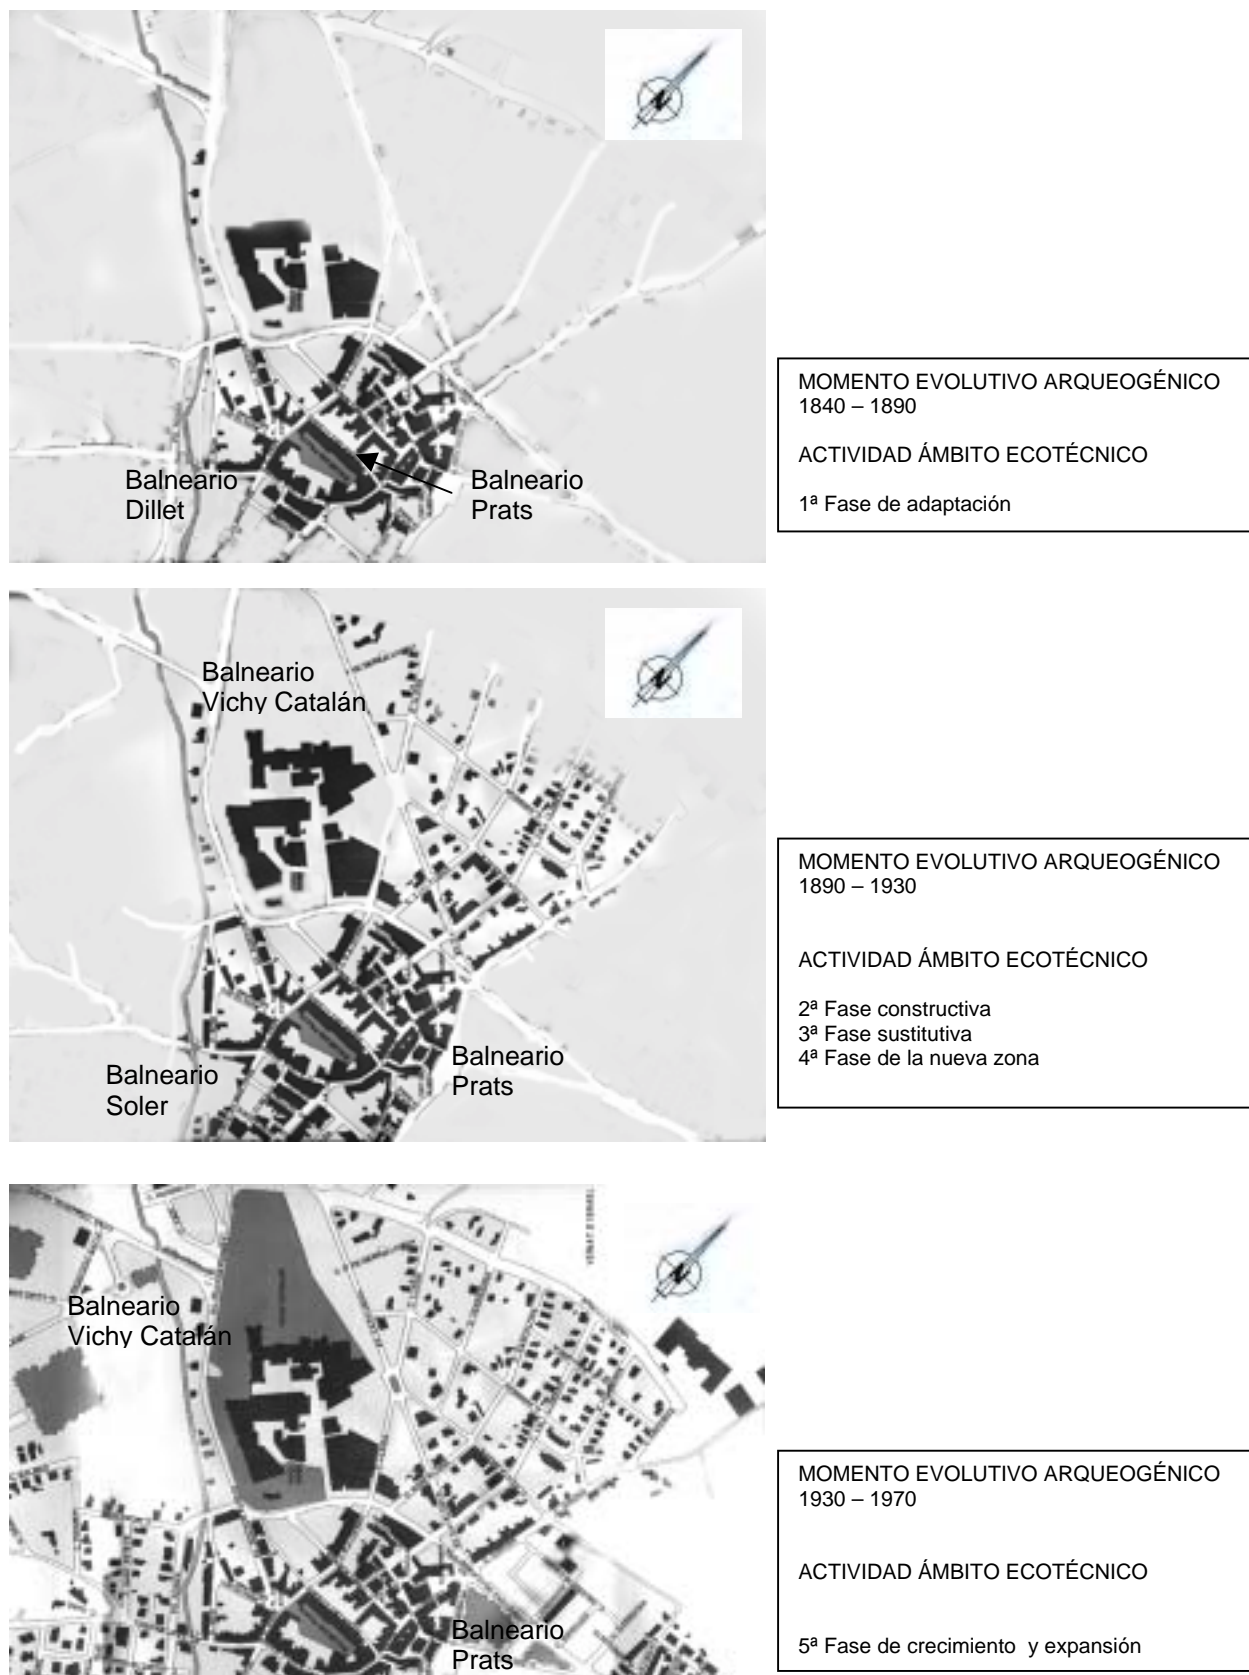 Balneario
Dillet
Balneario
Prats
MOMENTO EVOLUTIVO ARQUEOGÉNICO
1840 – 1890
ACTIVIDAD ÁMBITO ECOTÉCNICO
1ª Fase de adaptación
Balneario
Vichy Catalán
Balneario
Soler
Balneario
Prats
MOMENTO EVOLUTIVO ARQUEOGÉNICO
1890 – 1930
ACTIVIDAD ÁMBITO ECOTÉCNICO
2ª Fase constructiva
3ª Fase sustitutiva
4ª Fase de la nueva zona
Balneario
Vichy Catalán
Balneario
Prats
MOMENTO EVOLUTIVO ARQUEOGÉNICO
1930 – 1970
ACTIVIDAD ÁMBITO ECOTÉCNICO
5ª Fase de crecimiento y expansión